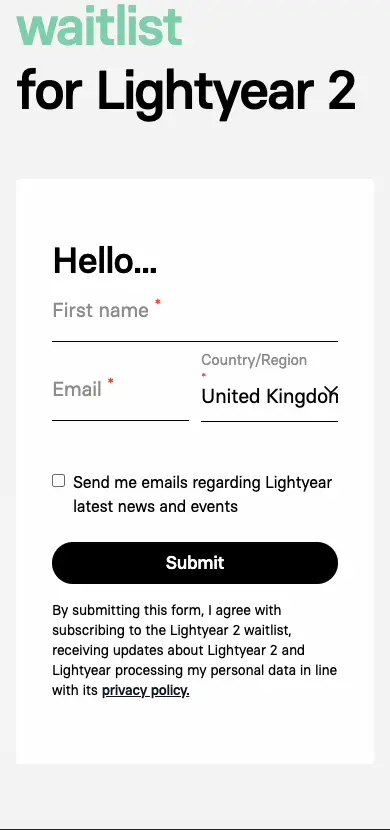 waitlist
for Lightyear 2
Hello...
First name *
Country/Region
*
Email *
United Kingdom
Send me emails regarding Lightyear
latest news and events
Submit
By submitting this form, I agree with
subscribing to the Lightyear 2 waitlist,
receiving updates about Lightyear 2 and
Lightyear processing my personal data in line
with its privacy policy.